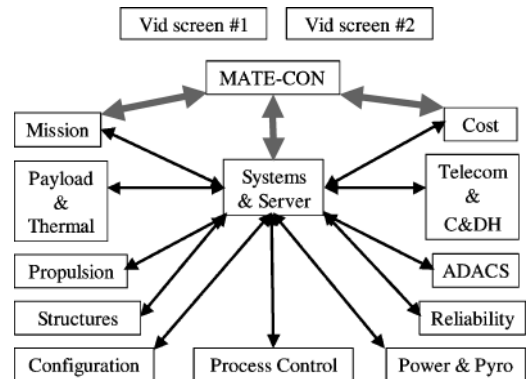 Vid screen #1
Vid screen #2
MATE-CON
Mission
Cost
Payload
&
Thermal
Systems
& Server
Telecom
&
C&DH
Propulsion
ADACS
Structures
Reliability
Configuration
Process Control
Power & Pyro